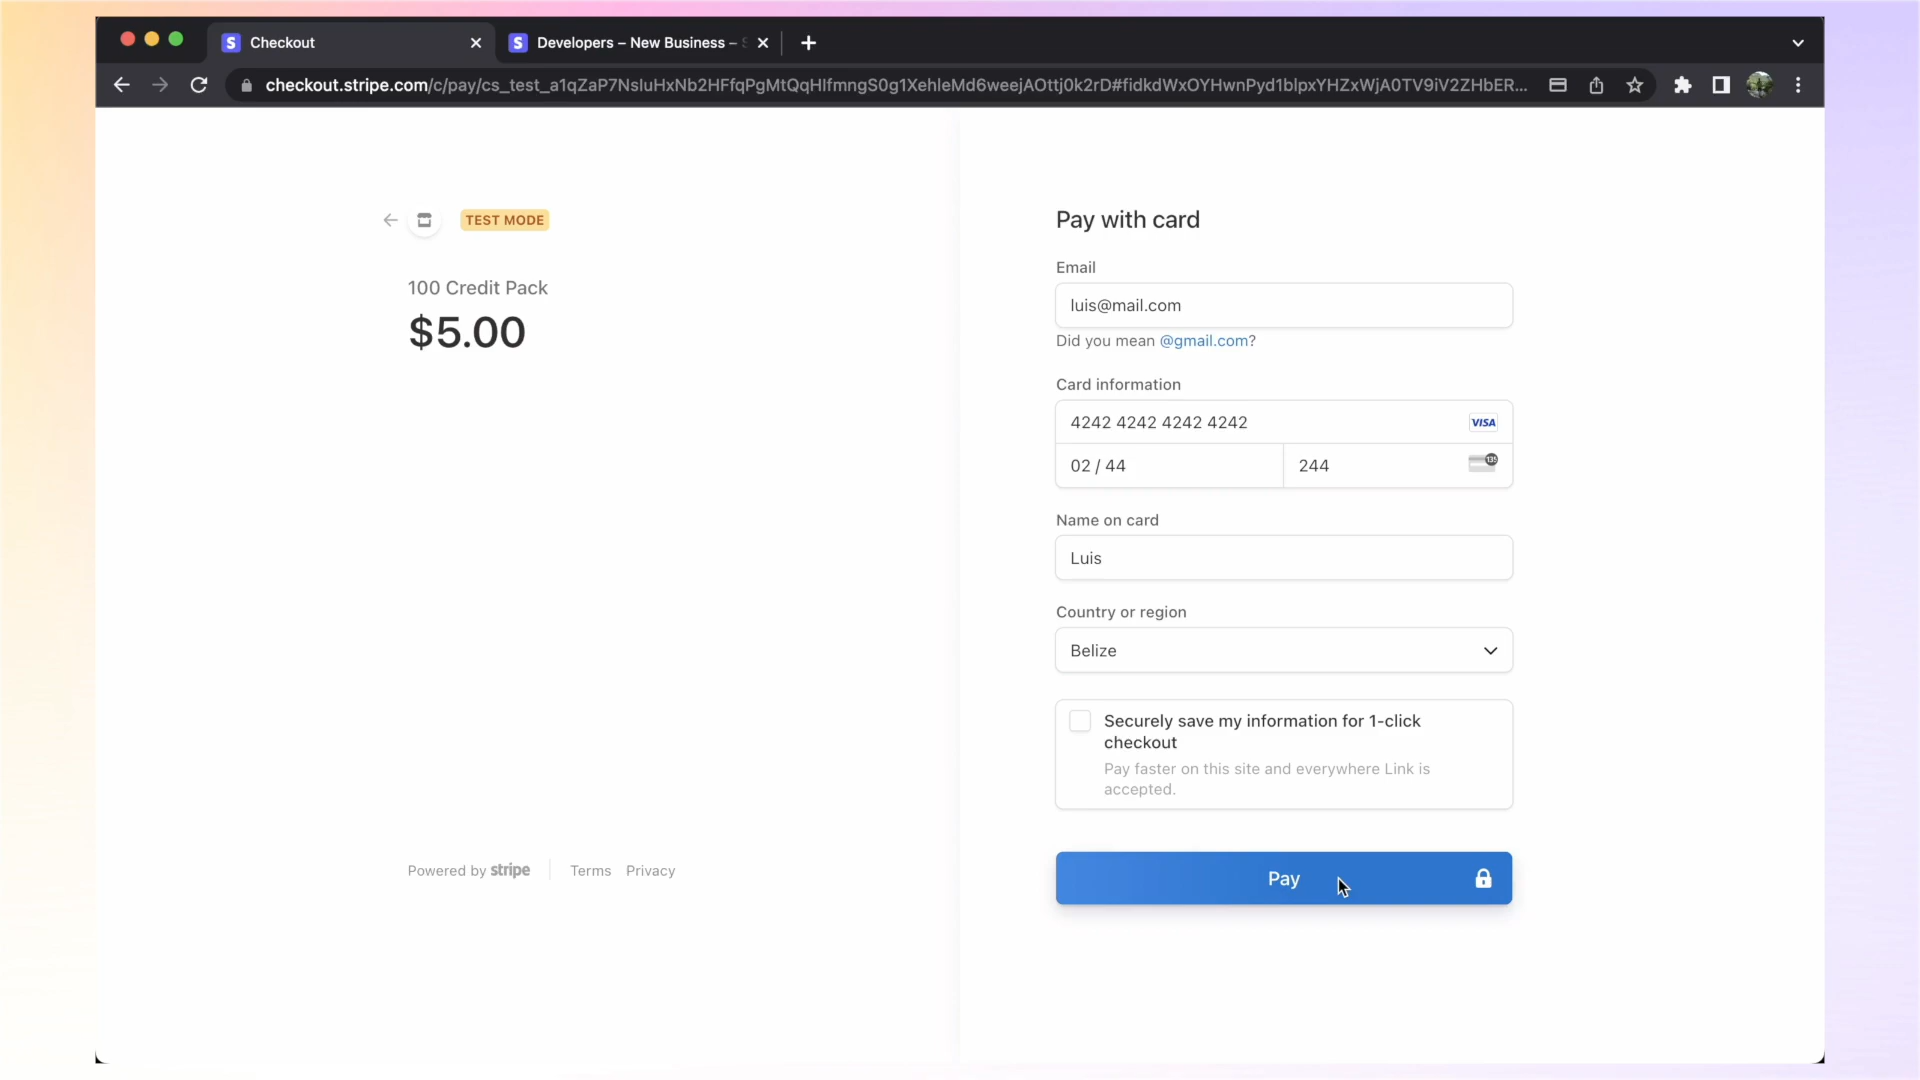 Checkout
Developers – New Business –
checkout.stripe.com/c/pay/cs_test_a1qZaP7NsIuHxNb2HFfqPgMtQqHIfmngS0g1XehleMd6weejAOttj0k2rD#fidkdWxOYHwnPyd1blpxYHZxWjA0TV9iV2ZHbER...
TEST MODE
100 Credit Pack
$5.00
Powered by stripe
Terms Privacy
Pay with card
Email
luis@mail.com
Did you mean @gmail.com?
Card information
4242 4242 4242 4242
VISA
02 / 44
244
135
Name on card
Luis
Country or region
Belize
Securely save my information for 1-click
checkout
Pay faster on this site and everywhere Link is
accepted.
Pay